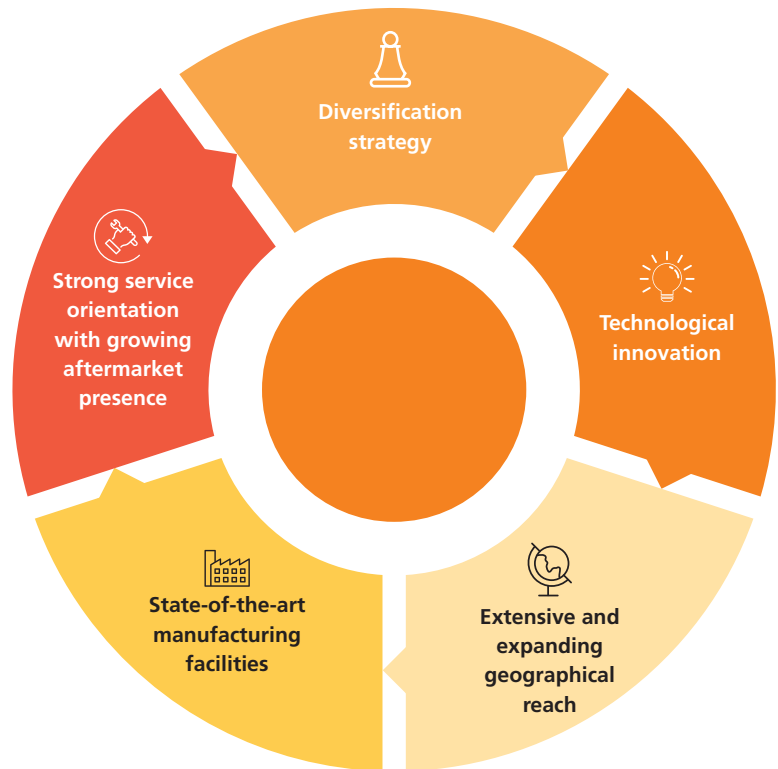 Diversification
strategy
Technological
innovation
Extensive and
expanding
geographical
reach
State-of-the-art
manufacturing
facilities
Strong service
orientation
with growing
aftermarket
presence